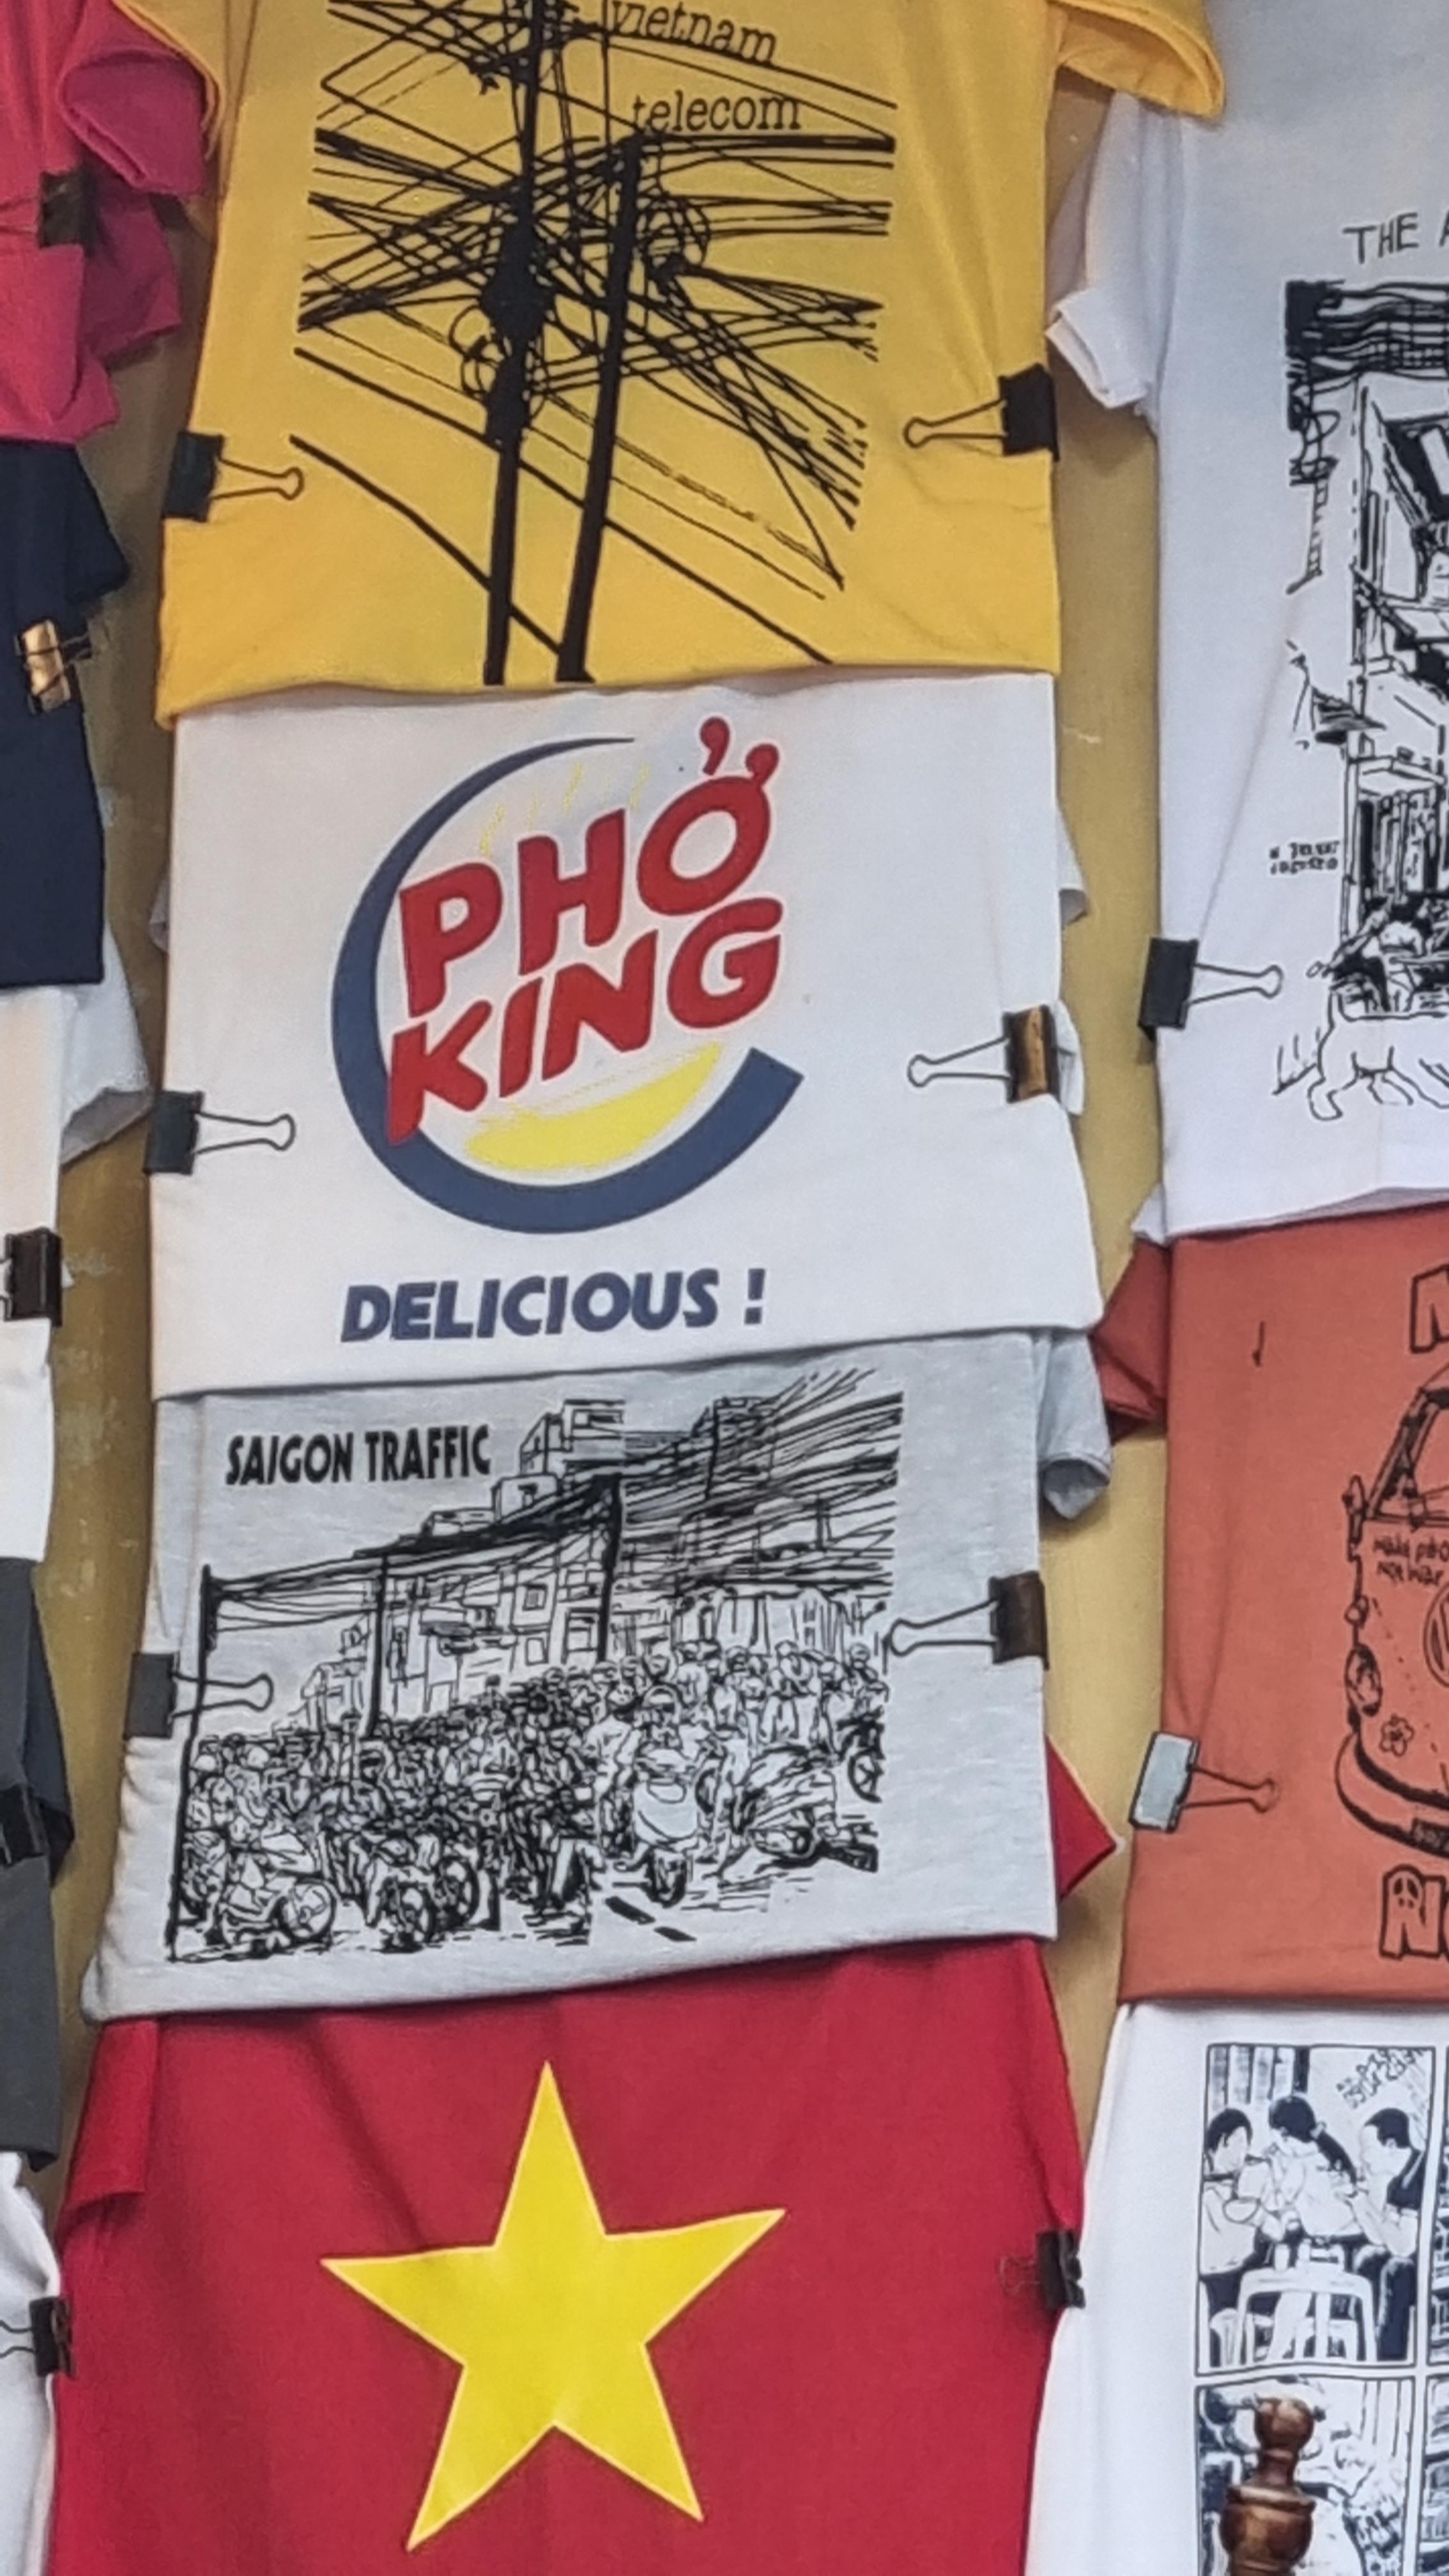 vietnam
telecom
THE
PHỞ
KING
DELICIOUS !
SAIGON TRAFFIC